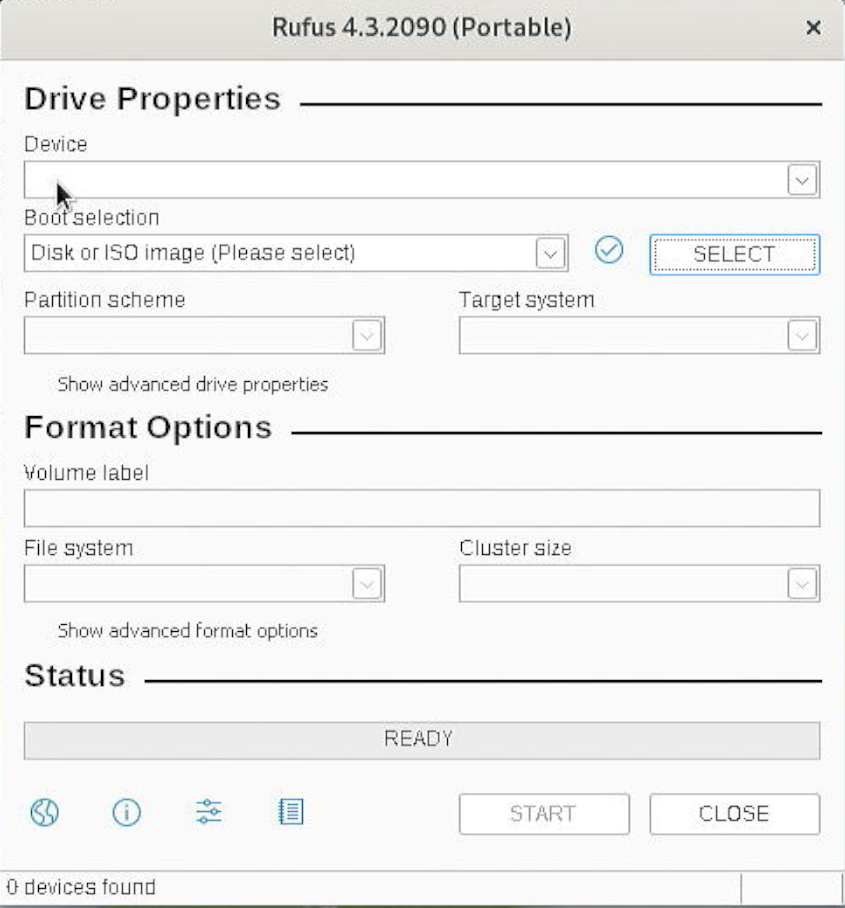 Rufus 4.3.2090 (Portable)
Drive Properties
Device
Boot selection
Disk or ISO image (Please select)
SELECT
Partition scheme
Target system
Show advanced drive properties
Format Options
Volume label
File system
Cluster size
Show advanced format options
Status
READY
START
CLOSE
0 devices found